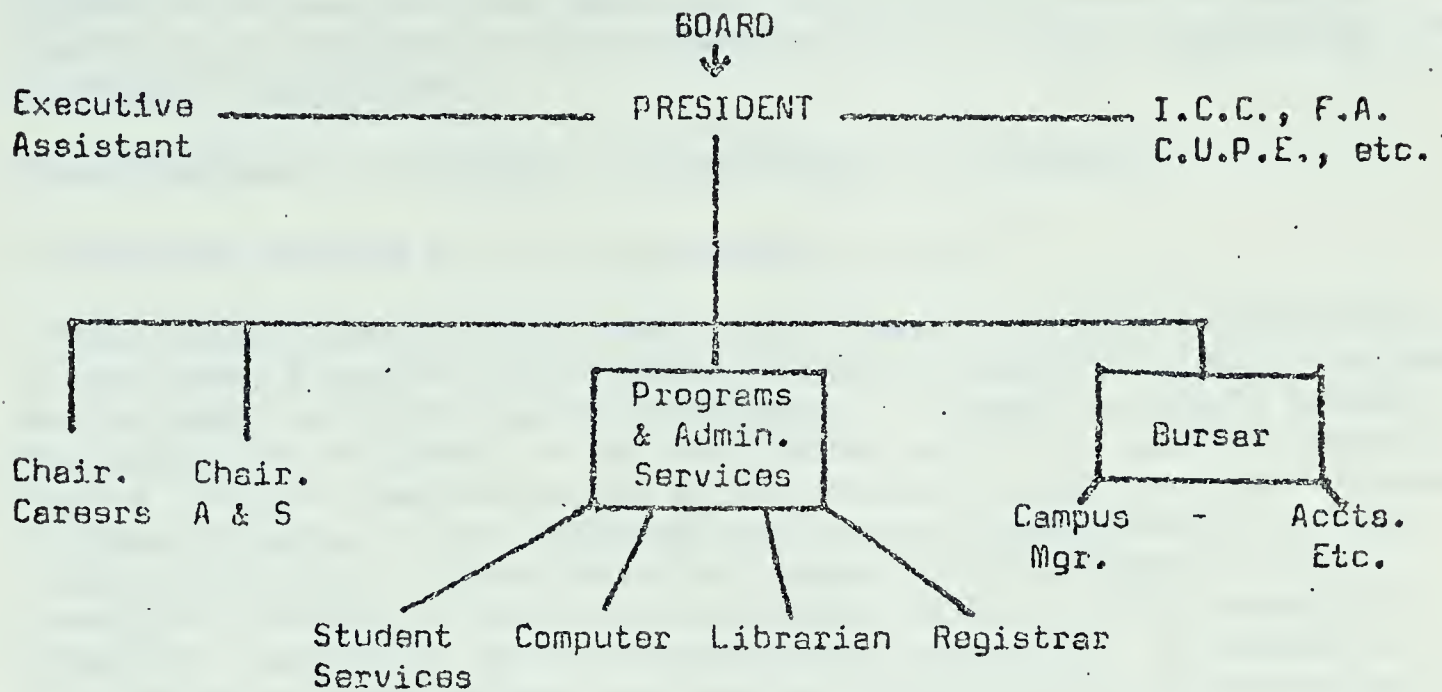 BOARD
PRESIDENT
Executive
Assistant
I.C.C., F.A.
C.U.P.E., etc.
Chair.
Careers
Chair.
A & S
Programs
& Admin.
Services
Bursar
Campus - Accts.
Mgr. Etc.
Student
Services
Computer
Librarian
Registrar